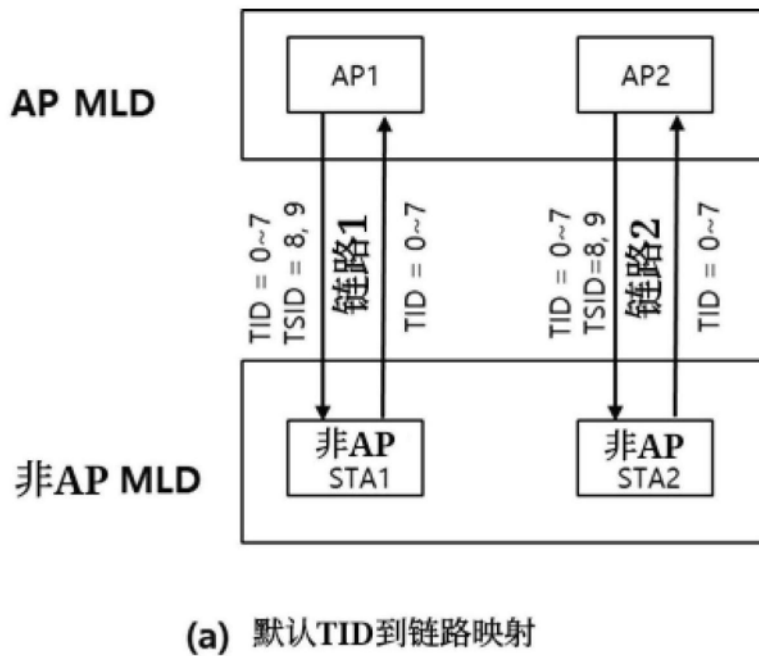 AP MLD
AP1
AP2
TID = 0~7
TSID = 8, 9
链路1
TID = 0~7
TID = 0~7
TSID=8, 9
链路2
TID = 0~7
非AP MLD
非AP
STA1
非AP
STA2
(a) 默认TID到链路映射